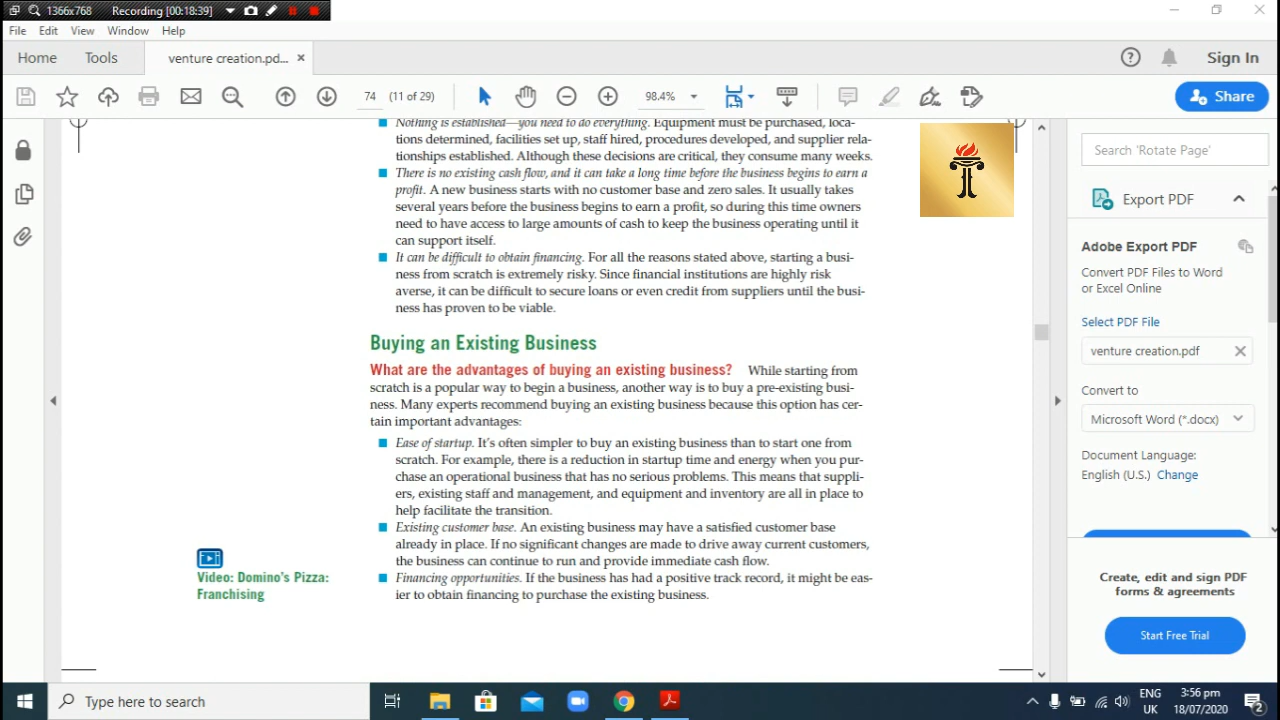 1366x768 Recording [00:18:39]
File Edit View Window Help
Home Tools venture creation.pd... × Sign In
74 (11 of 29) 98.4% Share
Nothing is established—you need to do everything. Equipment must be purchased, loca-
tions determined, facilities set up, staff hired, procedures developed, and supplier rela-
tionships established. Although these decisions are critical, they consume many weeks.
There is no existing cash flow, and it can take a long time before the business begins to earn a
profit. A new business starts with no customer base and zero sales. It usually takes
several years before the business begins to earn a profit, so during this time owners
need to have access to large amounts of cash to keep the business operating until it
can support itself.
It can be difficult to obtain financing. For all the reasons stated above, starting a busi-
ness from scratch is extremely risky. Since financial institutions are highly risk
averse, it can be difficult to secure loans or even credit from suppliers until the busi-
ness has proven to be viable.
Buying an Existing Business
What are the advantages of buying an existing business? While starting from
scratch is a popular way to begin a business, another way is to buy a pre-existing busi-
ness. Many experts recommend buying an existing business because this option has cer-
tain important advantages:
Ease of startup. It's often simpler to buy an existing business than to start one from
scratch. For example, there is a reduction in startup time and energy when you pur-
chase an operational business that has no serious problems. This means that suppli-
ers, existing staff and management, and equipment and inventory are all in place to
help facilitate the transition.
Existing customer base. An existing business may have a satisfied customer base
already in place. If no significant changes are made to drive away current customers,
the business can continue to run and provide immediate cash flow.
Financing opportunities. If the business has had a positive track record, it might be eas-
ier to obtain financing to purchase the existing business.
Video: Domino's Pizza:
Franchising
Search 'Rotate Page'
Export PDF
Adobe Export PDF
Convert PDF Files to Word
or Excel Online
Select PDF File
venture creation.pdf
Convert to
Microsoft Word (*.docx)
Document Language:
English (U.S.) Change
Create, edit and sign PDF
forms & agreements
Start Free Trial
Type here to search
ENG
UK
3:56 pm
18/07/2020
2